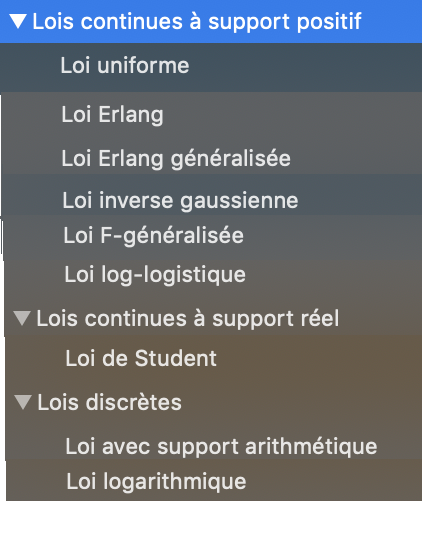 Lois continues à support positif
Loi uniforme
Loi Erlang
Loi Erlang généralisée
Loi inverse gaussienne
Loi F-généralisée
Loi log-logistique
Lois continues à support réel
Loi de Student
Lois discrètes
Loi avec support arithmétique
Loi logarithmique